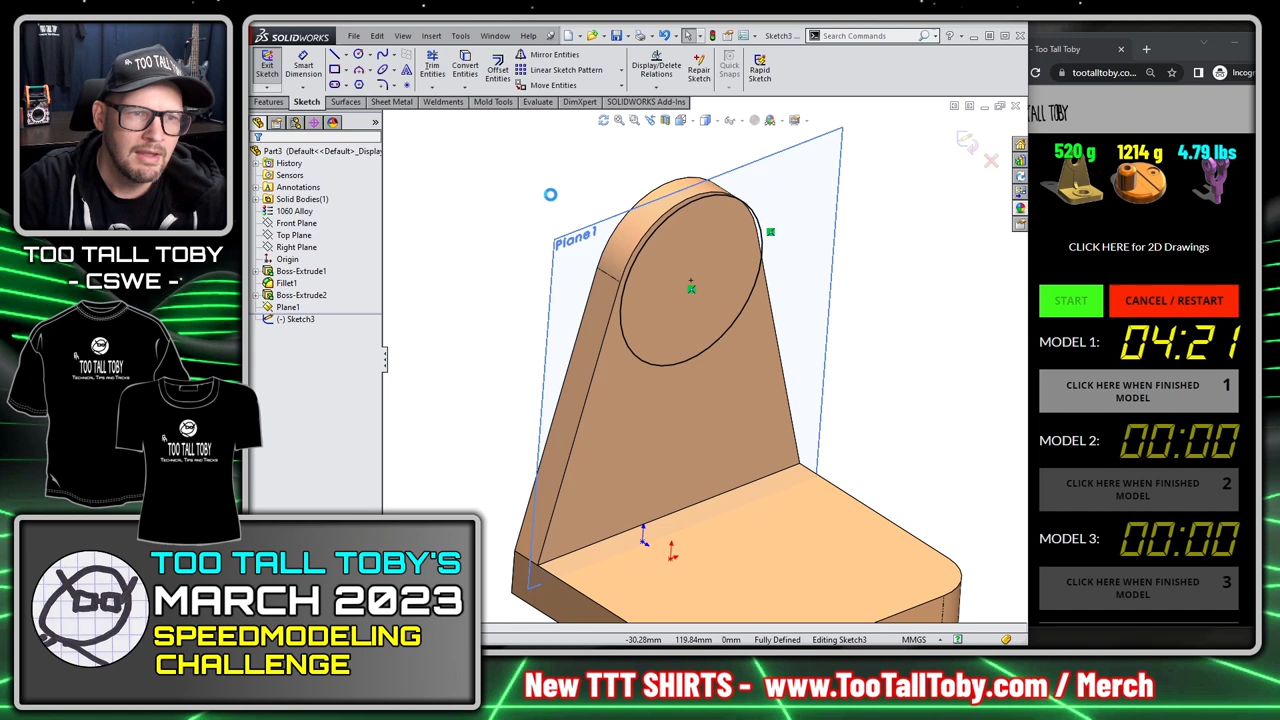 TOO TALL TOBY
- CSWE -
TOO TALL TOBY
TECHNICAL TIPS AND TRICKS
TOO TALL TOBY
TECHNICAL TIPS AND TRICKS
TOO TALL TOBY'S
MARCH 2023
SPEEDMODELING
CHALLENGE
SOLIDWORKS
File Edit View Insert Tools Window Help
Sketch3...
Search Commands
Exit Sketch
Smart Dimension
Trim Entities
Convert Entities
Offset Entities
Mirror Entities
Linear Sketch Pattern
Move Entities
Display/Delete Relations
Repair Sketch
Quick Snaps
Rapid Sketch
Features Sketch Surfaces Sheet Metal Weldments Mold Tools Evaluate DimXpert SOLIDWORKS Add-Ins
Part3 (Default<<Default>_Display
History
Sensors
Annotations
Solid Bodies(1)
1060 Alloy
Front Plane
Top Plane
Right Plane
Origin
Boss-Extrude1
Fillet1
Boss-Extrude2
Plane1
(-) Sketch3
Plane1
-30.28mm 119.84mm 0mm Fully Defined Editing Sketch3 MMGS
Too Tall Toby
tootalltoby.co...
Incogn
TALL TOBY
520 g 1214 g 4.79 lbs
CLICK HERE for 2D Drawings
START
CANCEL / RESTART
MODEL 1: 04:21
CLICK HERE WHEN FINISHED MODEL 1
MODEL 2: 00:00
CLICK HERE WHEN FINISHED MODEL 2
MODEL 3: 00:00
CLICK HERE WHEN FINISHED MODEL 3
New TTT SHIRTS - www.TooTallToby.com / Merch